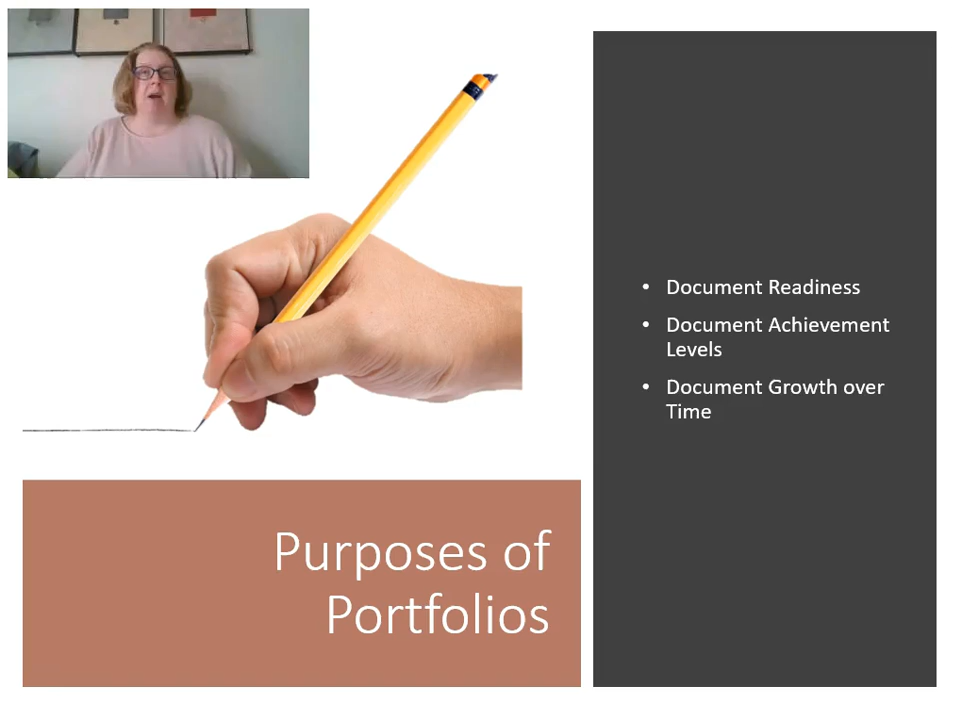 • Document Readiness
• Document Achievement
Levels
• Document Growth over
Time
Purposes of
Portfolios